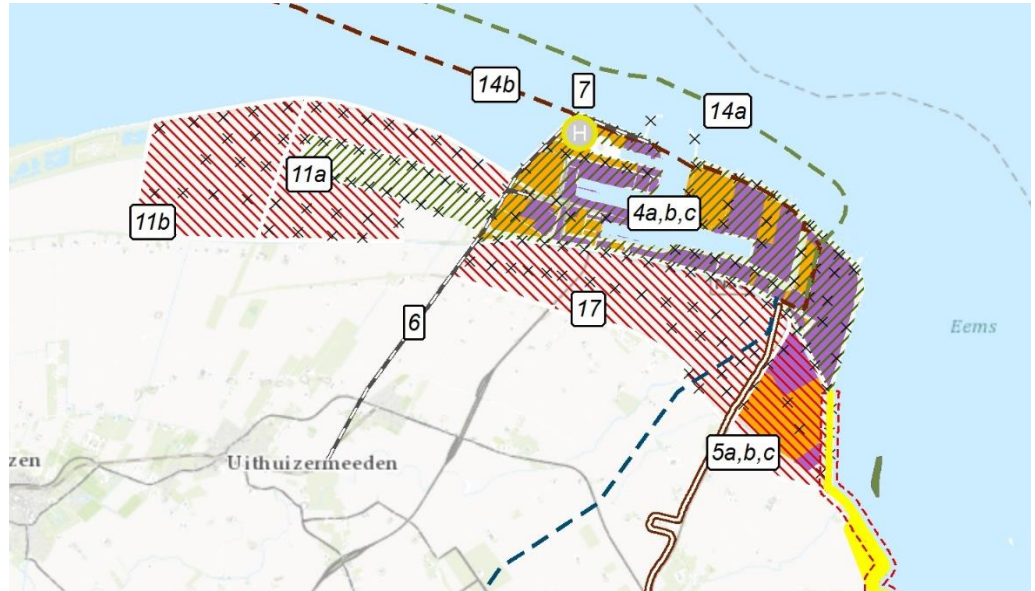 7
14b
14a
H
11a
11b
4a,b,c
6
17
Eems
5a,b,c
zen
Uithuizermeeden